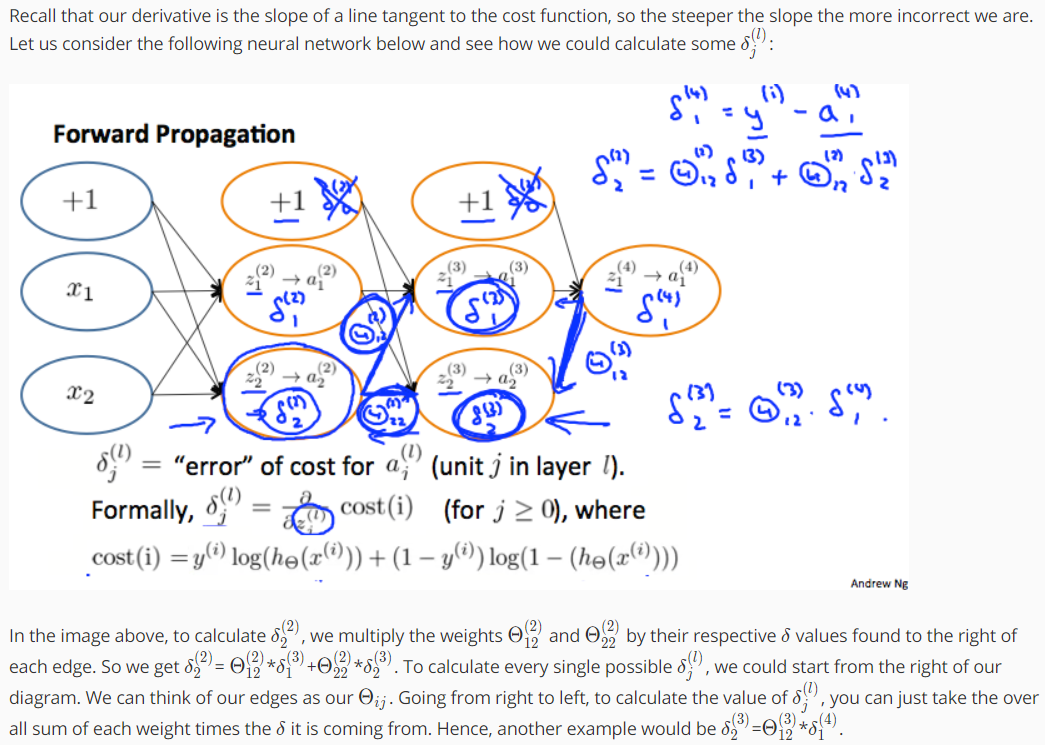 Recall that our derivative is the slope of a line tangent to the cost function, so the steeper the slope the more incorrect we are.
Let us consider the following neural network below and see how we could calculate some δ_j^(l):
δ_1^(4) = y^(i) - a_1^(4)
Forward Propagation
δ_2^(2) = Θ_12^(2) δ_1^(3) + Θ_22^(2) δ_2^(3)
+1
+1
+1
x_1
z_1^(2) → a_1^(2)
z_1^(3) → a_1^(3)
z_1^(4) → a_1^(4)
δ_1^(2)
δ_1^(3)
δ_1^(4)
Θ_12^(2)
Θ_12^(3)
x_2
z_2^(2) → a_2^(2)
z_2^(3) → a_2^(3)
δ_2^(2)
Θ_22^(2)
δ_2^(3)
δ_2^(3) = Θ_12^(3) · δ_1^(4).
δ_j^(l) = “error” of cost for a_j^(l) (unit j in layer l).
Formally, δ_j^(l) = ∂/∂z_j^(l) cost(i) (for j ≥ 0), where
cost(i) = y^(i) log(h_Θ(x^(i))) + (1 − y^(i)) log(1 − (h_Θ(x^(i))))
Andrew Ng
In the image above, to calculate δ_2^(2), we multiply the weights Θ_12^(2) and Θ_22^(2) by their respective δ values found to the right of
each edge. So we get δ_2^(2)= Θ_12^(2)*δ_1^(3)+Θ_22^(2)*δ_2^(3). To calculate every single possible δ_j^(l), we could start from the right of our
diagram. We can think of our edges as our Θ_ij. Going from right to left, to calculate the value of δ_j^(l), you can just take the over
all sum of each weight times the δ it is coming from. Hence, another example would be δ_2^(3)=Θ_12^(3)*δ_1^(4).